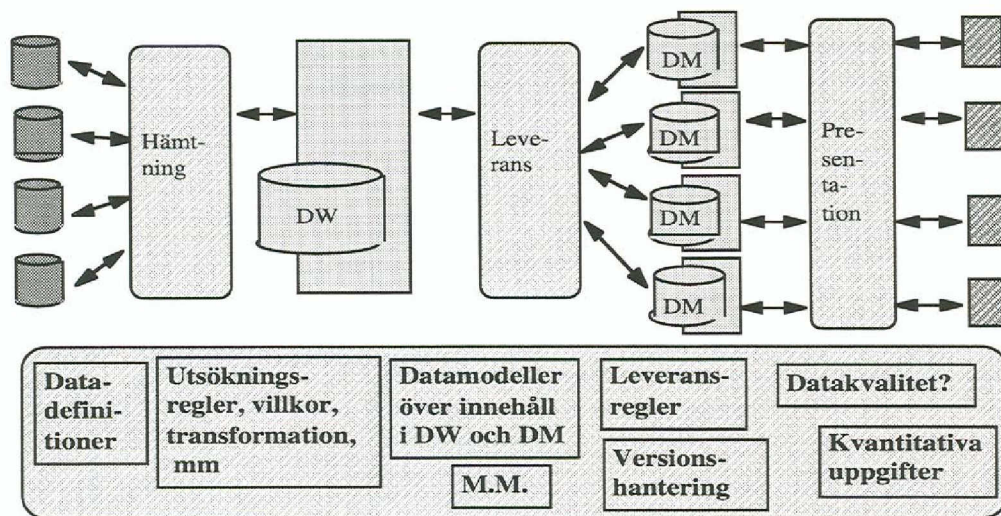 Hämt-
ning
DW
Leve-
rans
DM
DM
DM
DM
Pre-
sen-
ta-
tion
Data-
defini-
tioner
Utsöknings-
regler, villkor,
transformation,
mm
Datamodeller
över innehåll
i DW och DM
M.M.
Leverans-
regler
Versions-
hantering
Datakvalitet?
Kvantitativa
uppgifter